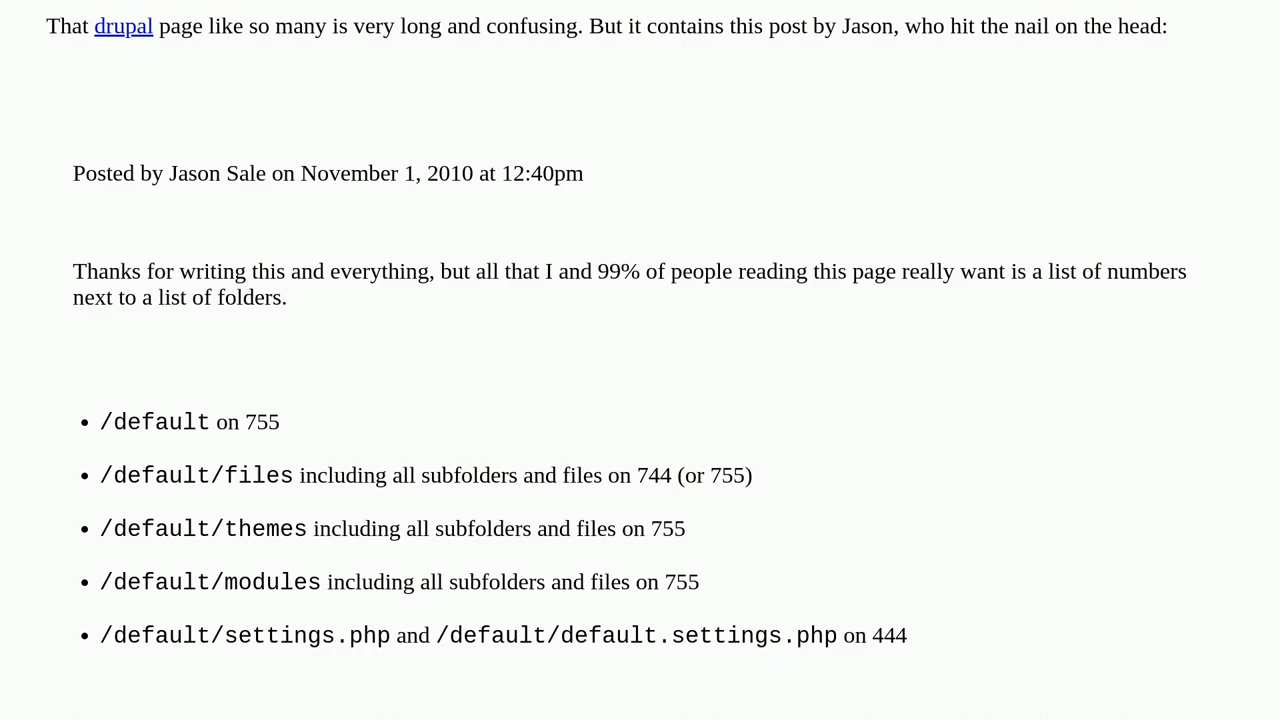 That drupal page like so many is very long and confusing. But it contains this post by Jason, who hit the nail on the head:
Posted by Jason Sale on November 1, 2010 at 12:40pm
Thanks for writing this and everything, but all that I and 99% of people reading this page really want is a list of numbers
next to a list of folders.
• /default on 755
• /default/files including all subfolders and files on 744 (or 755)
• /default/themes including all subfolders and files on 755
• /default/modules including all subfolders and files on 755
• /default/settings.php and /default/default.settings.php on 444